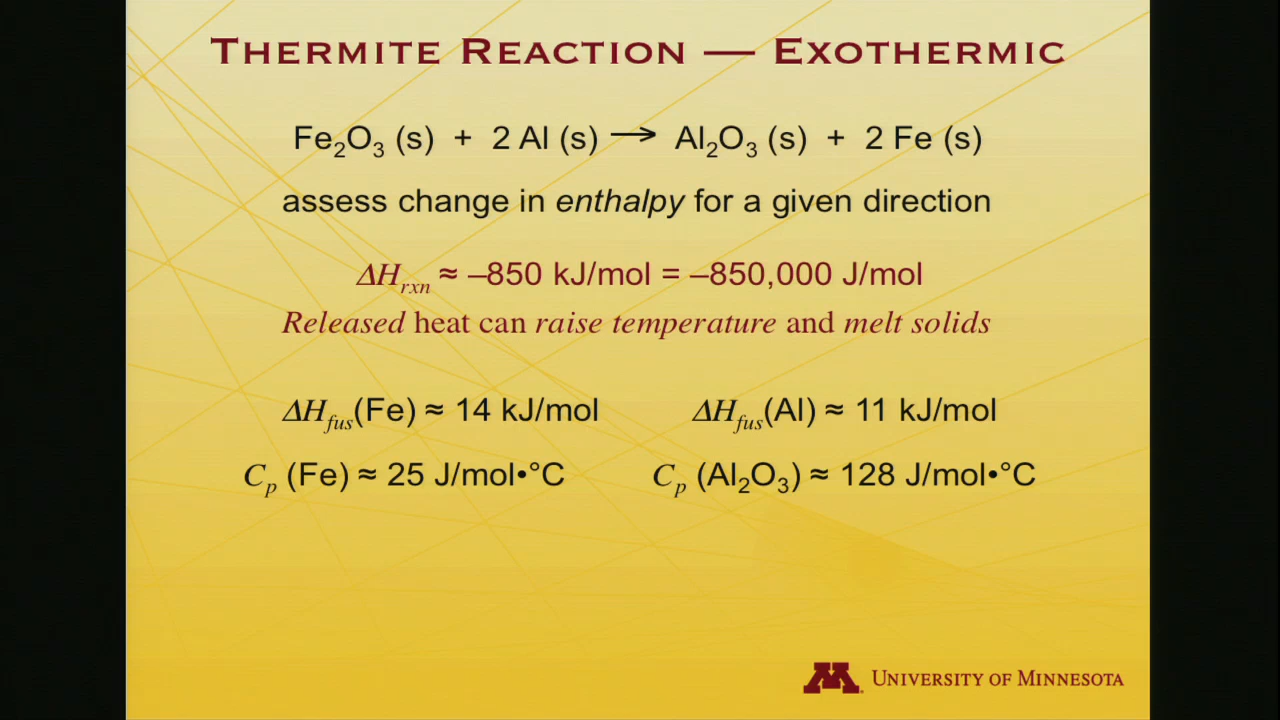 Thermite Reaction — Exothermic
Fe₂O₃ (s) + 2 Al (s) ⟶ Al₂O₃ (s) + 2 Fe (s)
assess change in enthalpy for a given direction
ΔHᵣₓₙ ≈ –850 kJ/mol = –850,000 J/mol
Released heat can raise temperature and melt solids
ΔH_fus(Fe) ≈ 14 kJ/mol ΔH_fus(Al) ≈ 11 kJ/mol
Cₚ (Fe) ≈ 25 J/mol•°C Cₚ (Al₂O₃) ≈ 128 J/mol•°C
M University of Minnesota